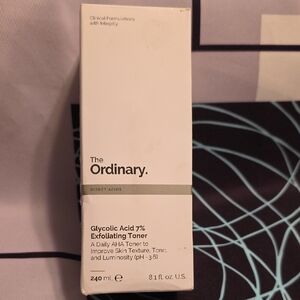 Clinical Formulations
with Integrity.
The
Ordinary.
DIRECT ACIDS
Glycolic Acid 7%
Exfoliating Toner
A Daily AHA Toner to
Improve Skin Texture, Tone,
and Luminosity (pH ~ 3.6)
240 mL ℮ 8.1 fl. oz. U.S.